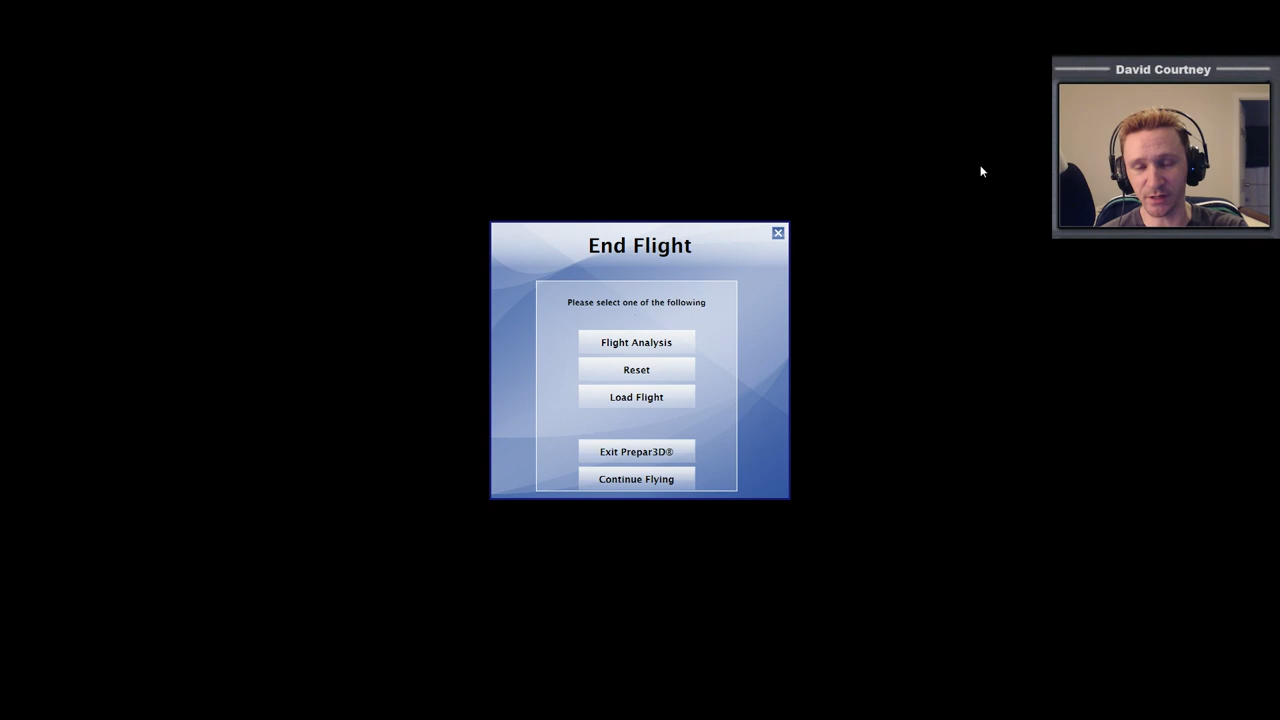 David Courtney
End Flight
Please select one of the following
Flight Analysis
Reset
Load Flight
Exit Prepar3D®
Continue Flying